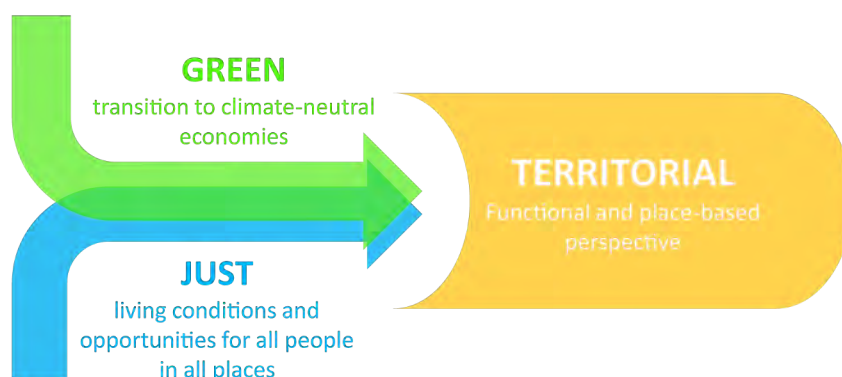 GREEN
transition to climate-neutral
economies
TERRITORIAL
Functional and place-based
perspective
JUST
living conditions and
opportunities for all people
in all places